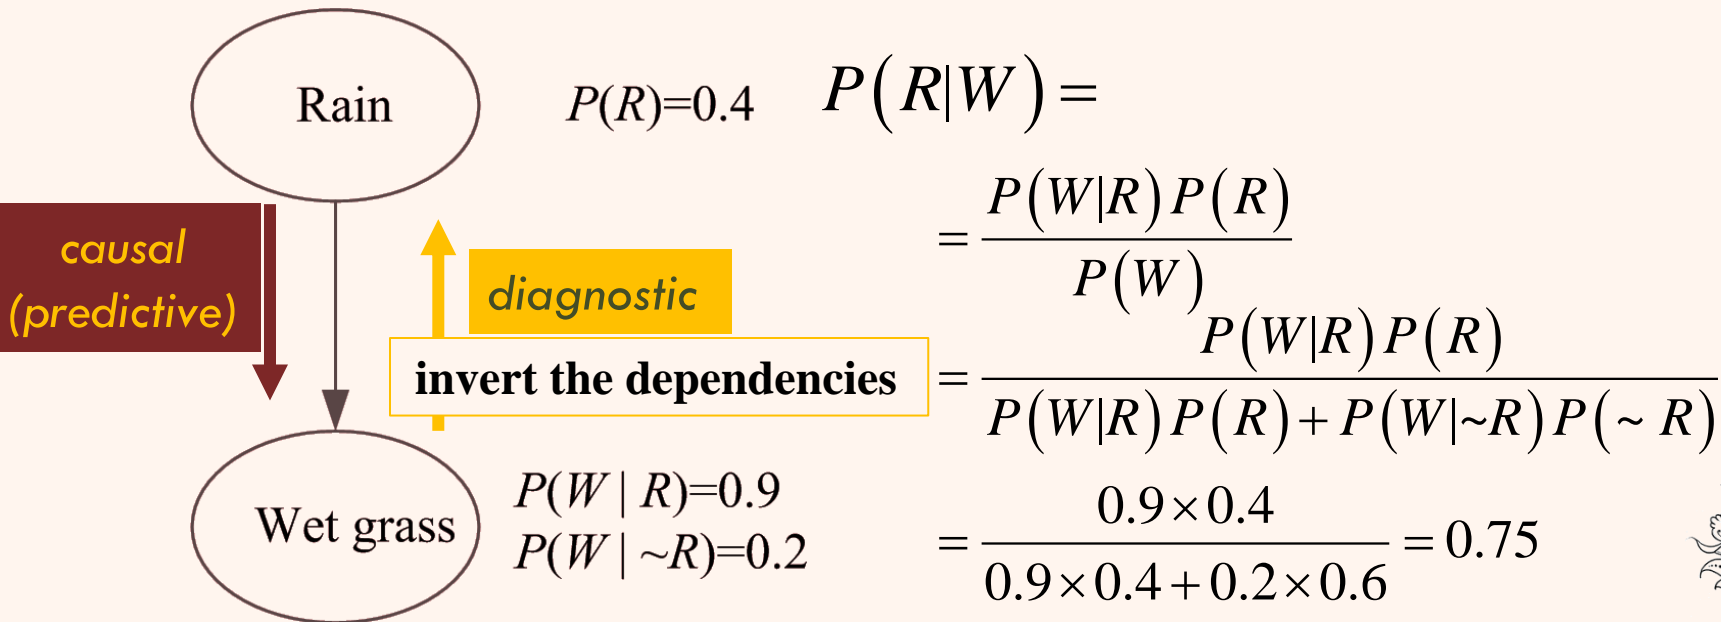 Rain
P(R)=0.4
causal
(predictive)
diagnostic
invert the dependencies
Wet grass
P(W | R)=0.9
P(W | ~R)=0.2
P(R|W) =
= P(W|R)P(R)
P(W)
= P(W|R)P(R)
P(W|R)P(R)+P(W|~R)P(~ R)
= 0.9×0.4
0.9×0.4+0.2×0.6
= 0.75